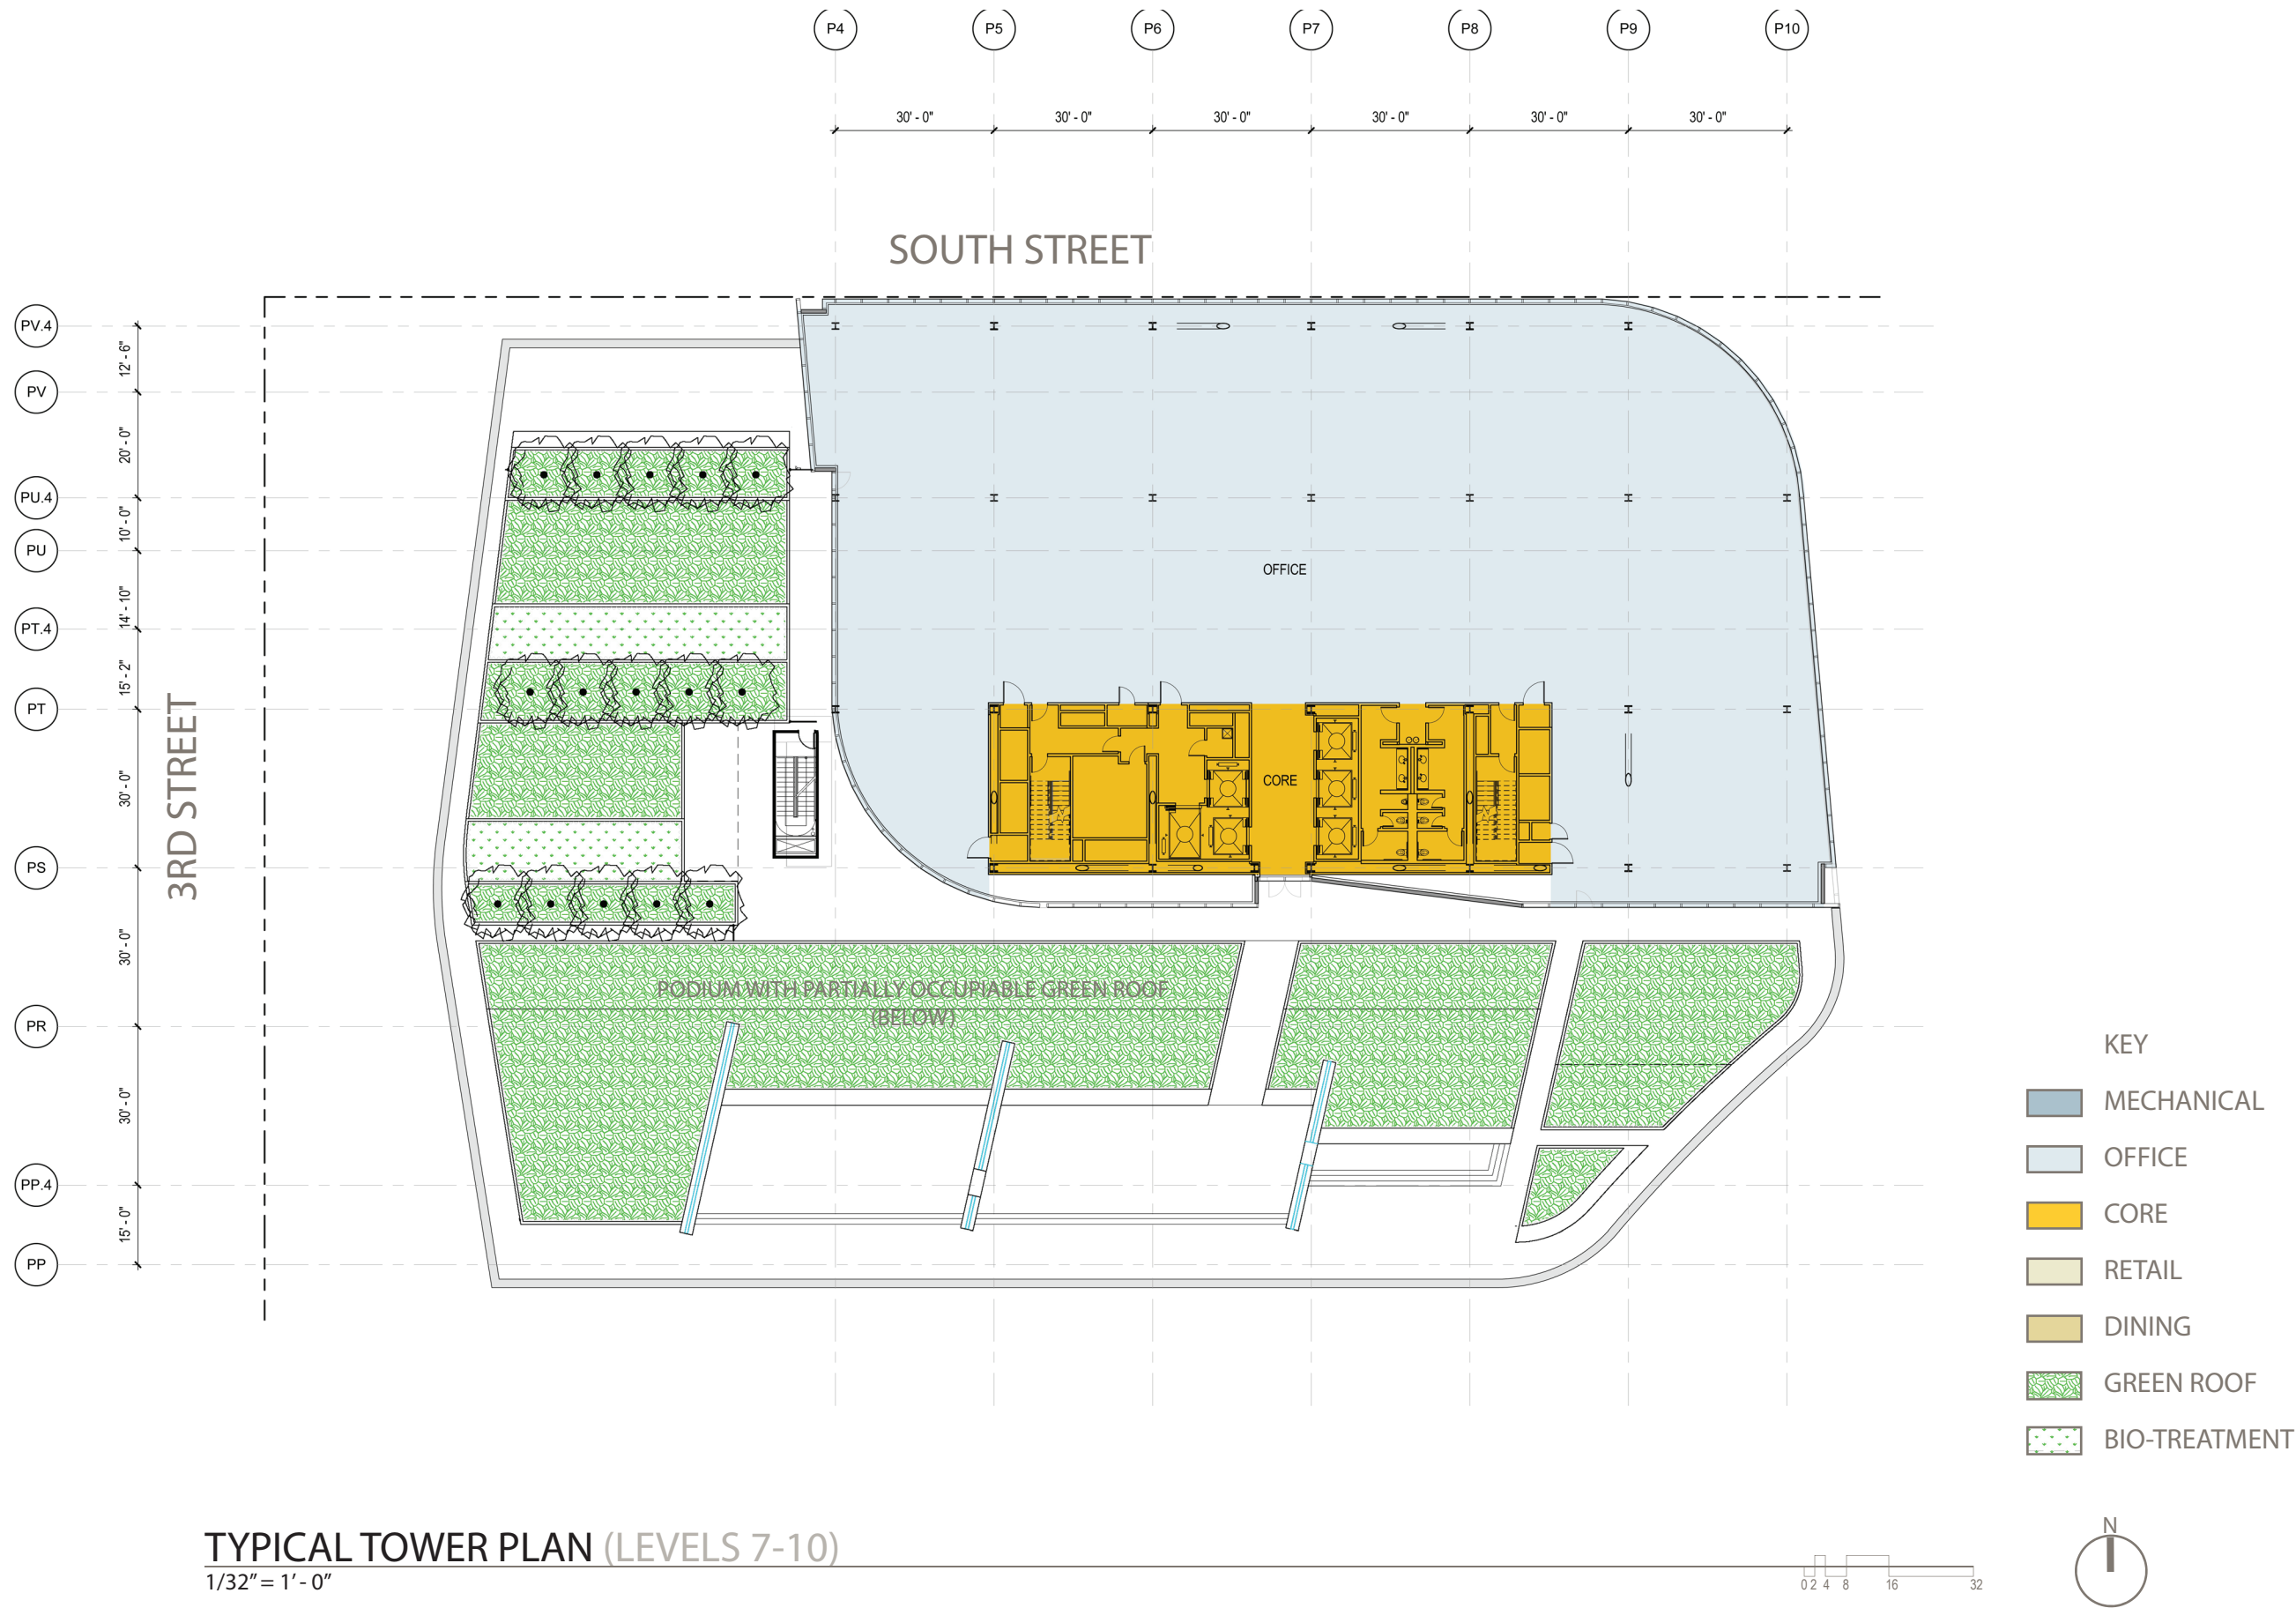 P4 P5 P6 P7 P8 P9 P10
30' - 0" 30' - 0" 30' - 0" 30' - 0" 30' - 0" 30' - 0"
SOUTH STREET
PV.4
12' - 6"
PV
20' - 0"
PU.4
10' - 0"
PU
14' - 10"
PT.4
15' - 2"
PT
30' - 0"
PS
30' - 0"
PR
30' - 0"
PP.4
15' - 0"
PP
3RD STREET
OFFICE
CORE
PODIUM WITH PARTIALLY OCCUPIABLE GREEN ROOF
(BELOW)
KEY
MECHANICAL
OFFICE
CORE
RETAIL
DINING
GREEN ROOF
BIO-TREATMENT
TYPICAL TOWER PLAN (LEVELS 7-10)
1/32” = 1’ - 0”
0 2 4 8 16 32
N